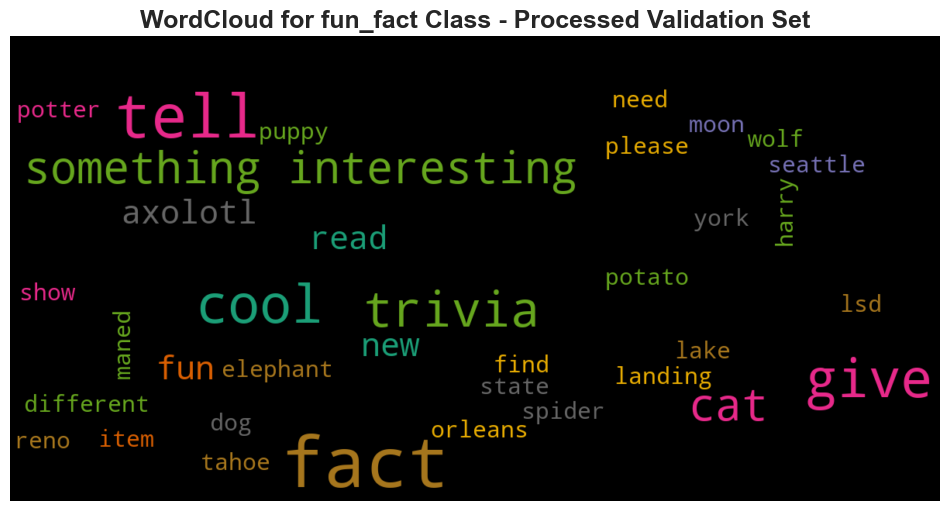 WordCloud for fun_fact Class - Processed Validation Set
potter
tell
puppy
need
moon
please
wolf
something interesting
seattle
axolotl
york
harry
read
potato
show
cool
trivia
lsd
maned
new
fun
elephant
find
lake
landing
state
give
different
cat
spider
dog
orleans
reno
item
tahoe
fact